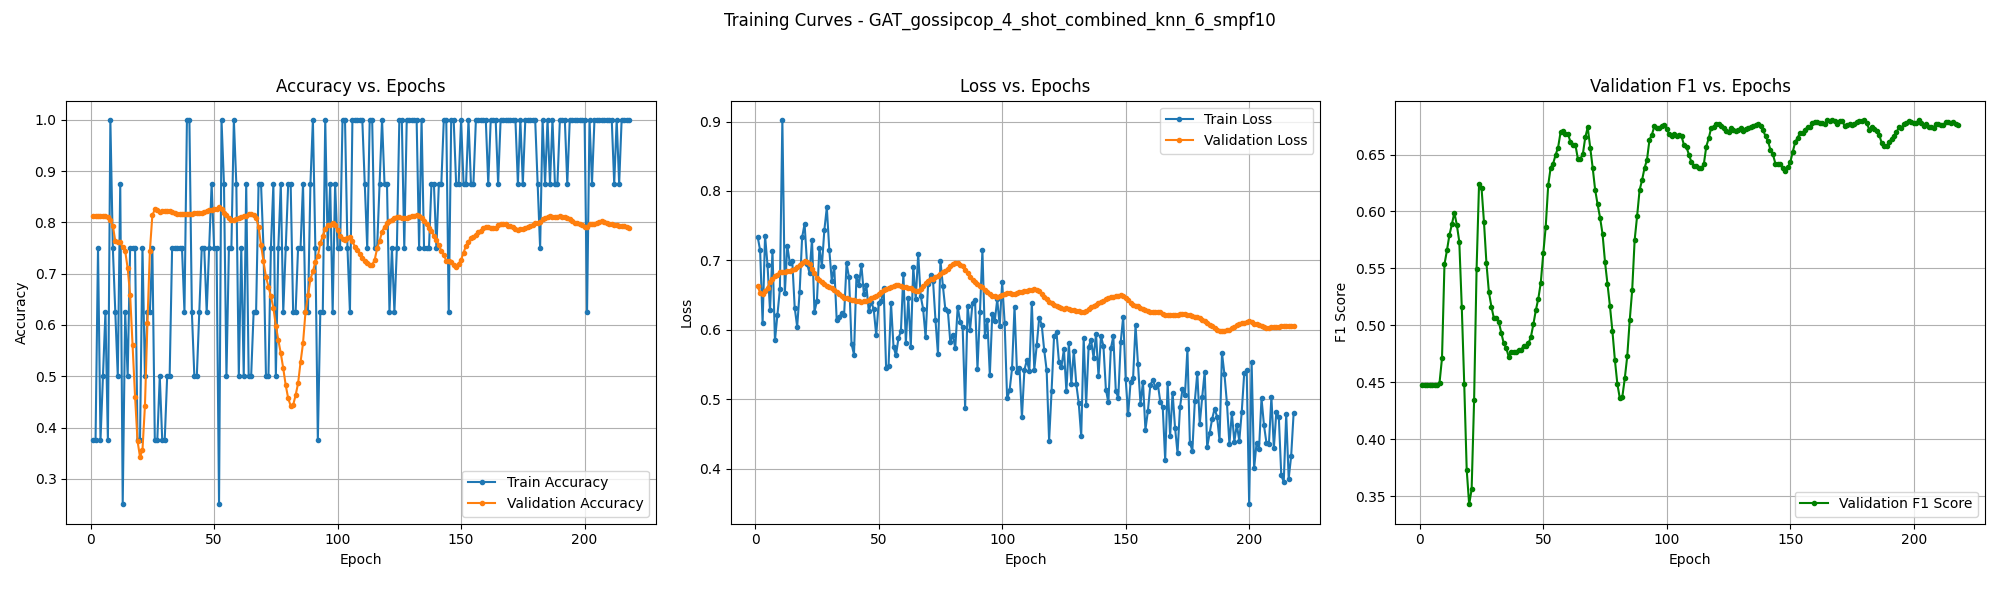 Training Curves - GAT_gossipcop_4_shot_combined_knn_6_smpf10
Accuracy vs. Epochs
1.0
0.9
0.8
0.7
0.6
0.5
0.4
0.3
Accuracy
0
50
100
150
200
Epoch
Train Accuracy
Validation Accuracy
Loss vs. Epochs
0.9
0.8
0.7
0.6
0.5
0.4
Loss
0
50
100
150
200
Epoch
Train Loss
Validation Loss
Validation F1 vs. Epochs
0.65
0.60
0.55
0.50
0.45
0.40
0.35
F1 Score
0
50
100
150
200
Epoch
Validation F1 Score